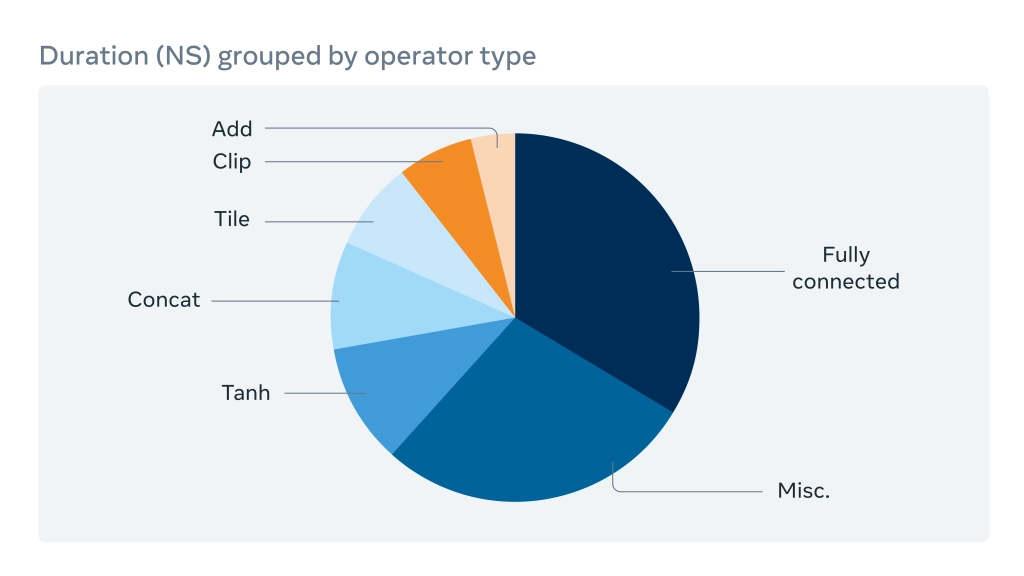 Duration (NS) grouped by operator type
Add
Clip
Tile
Fully
connected
Concat
Tanh
Misc.